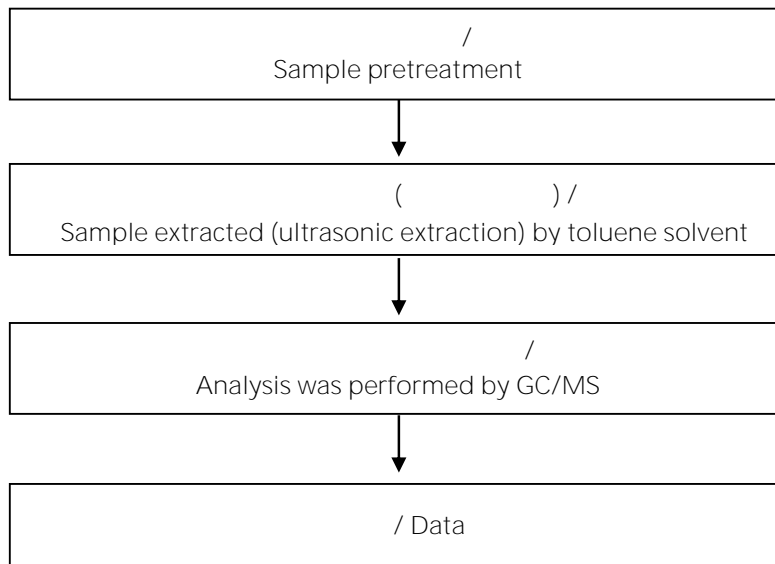 /
Sample pretreatment
( ) /
Sample extracted (ultrasonic extraction) by toluene solvent
/
Analysis was performed by GC/MS
/ Data